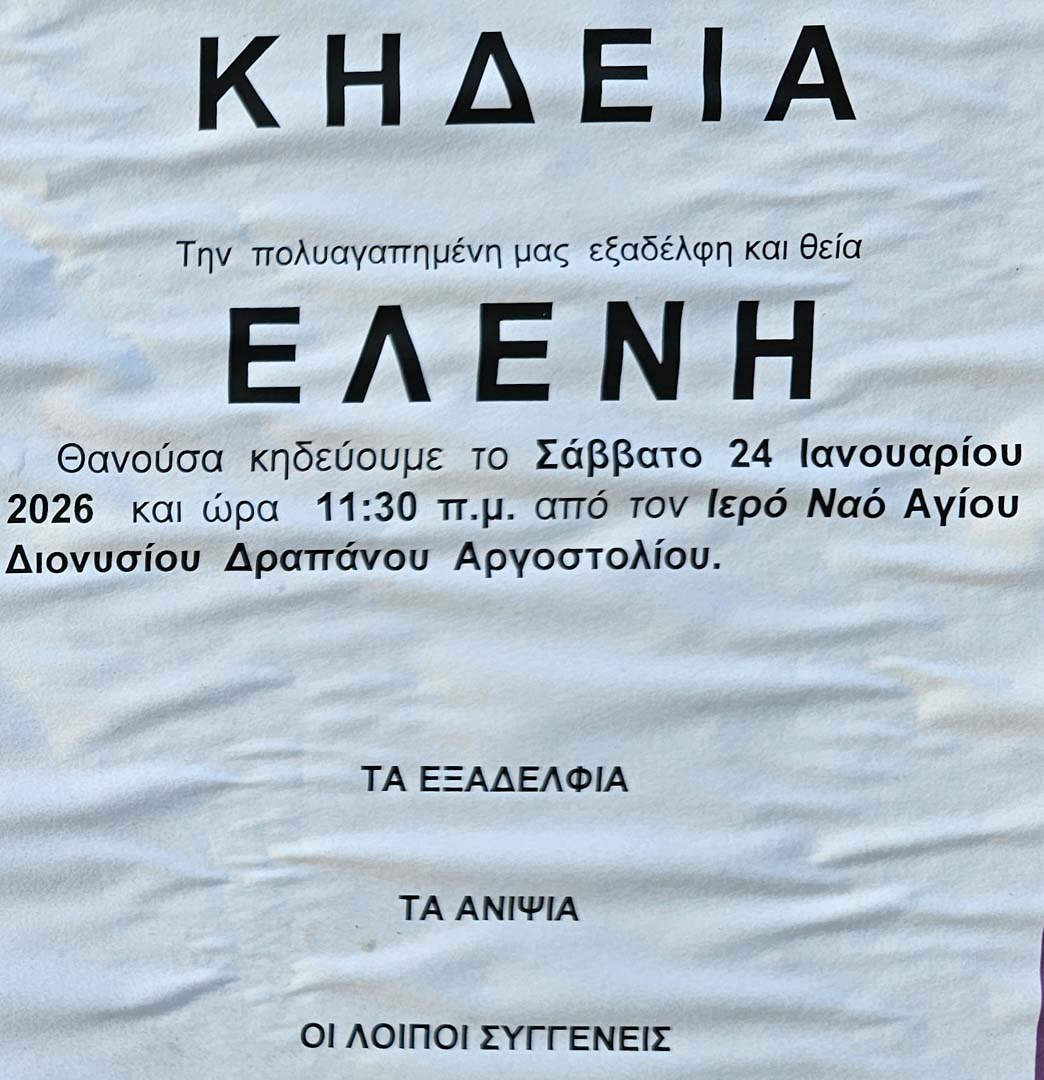 ΚΗΔΕΙΑ
Την πολυαγαπημένη μας εξαδέλφη και θεία
ΕΛΕΝΗ
Θανούσα κηδεύουμε το Σάββατο 24 Ιανουαρίου
2026 και ώρα 11:30 π.μ. από τον Ιερό Ναό Αγίου
Διονυσίου Δραπάνου Αργοστολίου.
ΤΑ ΕΞΑΔΕΛΦΙΑ
ΤΑ ΑΝΙΨΙΑ
ΟΙ ΛΟΙΠΟΙ ΣΥΓΓΕΝΕΙΣ